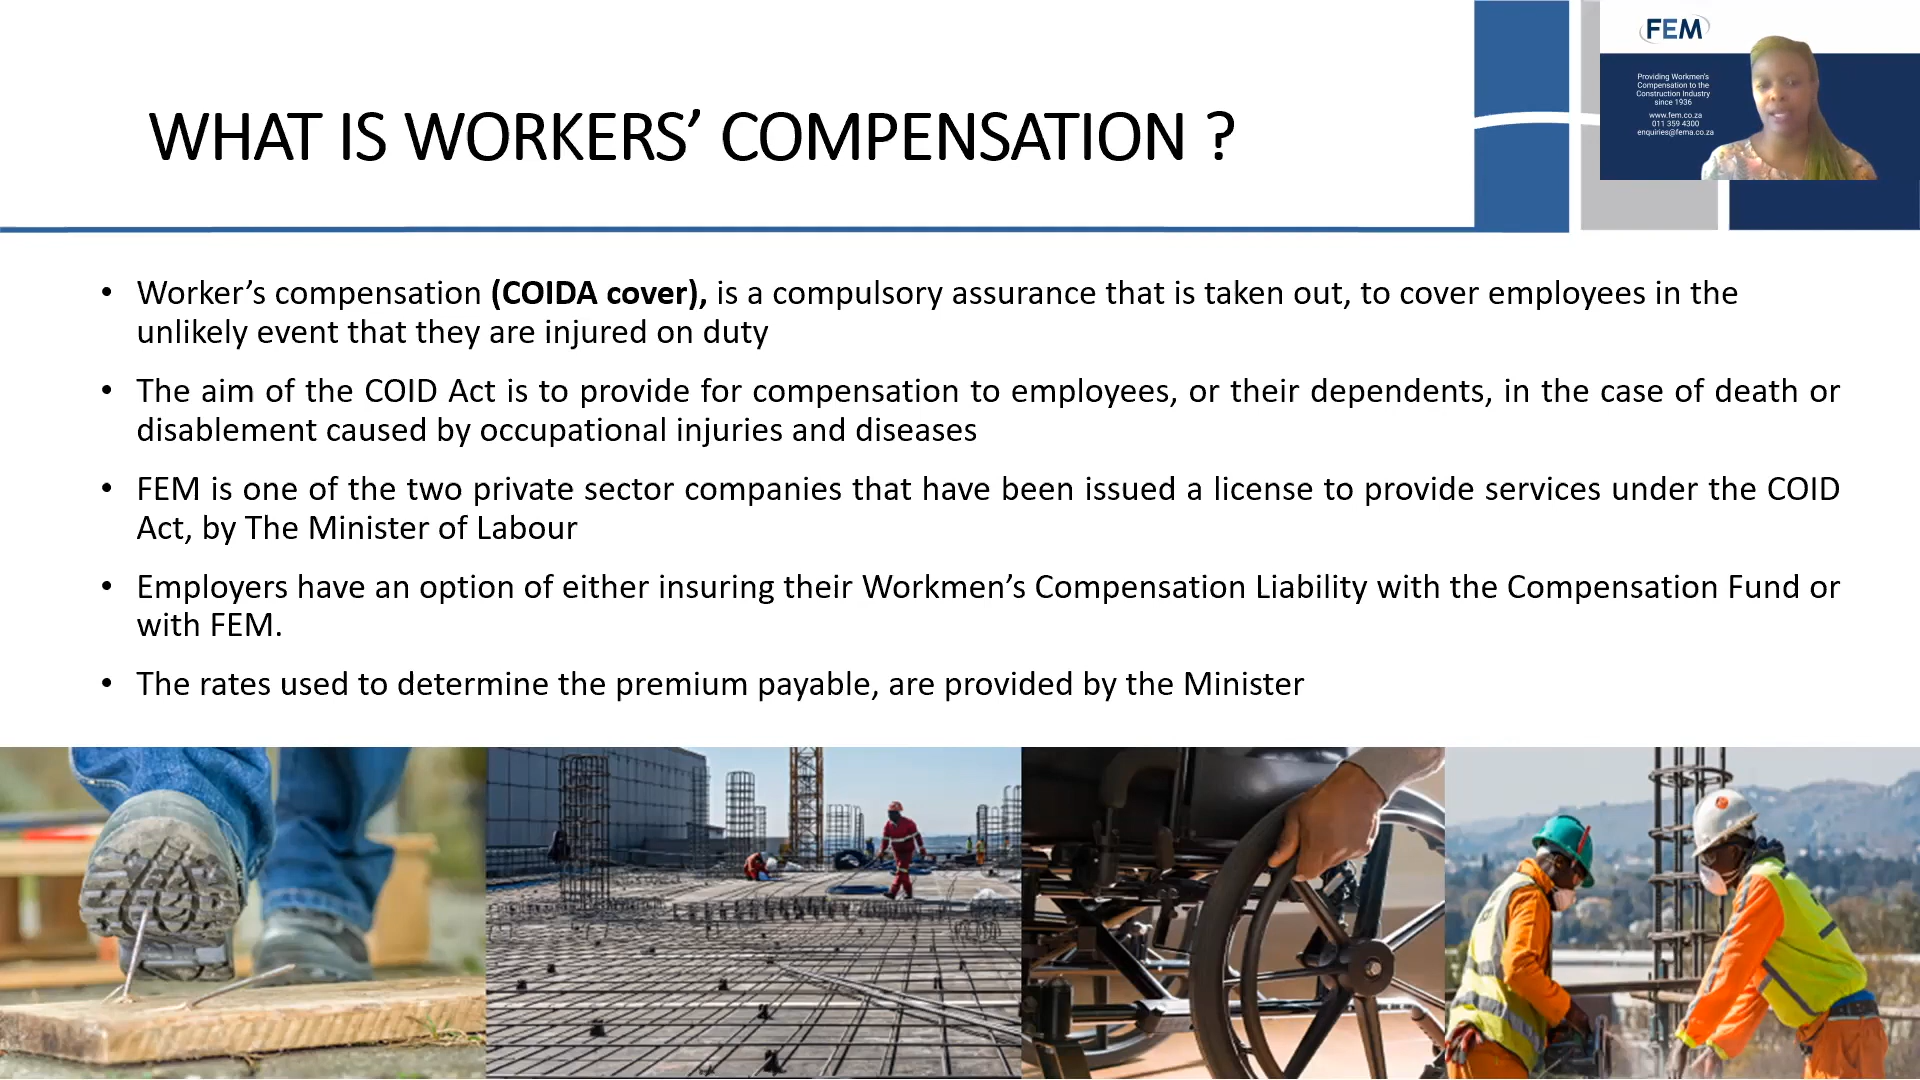 WHAT IS WORKERS’ COMPENSATION ?
FEM
Providing Workmen's
Compensation to the
Construction Industry
since 1936
www.fem.co.za
011 359 4300
enquiries@fema.co.za
• Worker’s compensation (COIDA cover), is a compulsory assurance that is taken out, to cover employees in the
unlikely event that they are injured on duty
• The aim of the COID Act is to provide for compensation to employees, or their dependents, in the case of death or
disablement caused by occupational injuries and diseases
• FEM is one of the two private sector companies that have been issued a license to provide services under the COID
Act, by The Minister of Labour
• Employers have an option of either insuring their Workmen’s Compensation Liability with the Compensation Fund or
with FEM.
• The rates used to determine the premium payable, are provided by the Minister